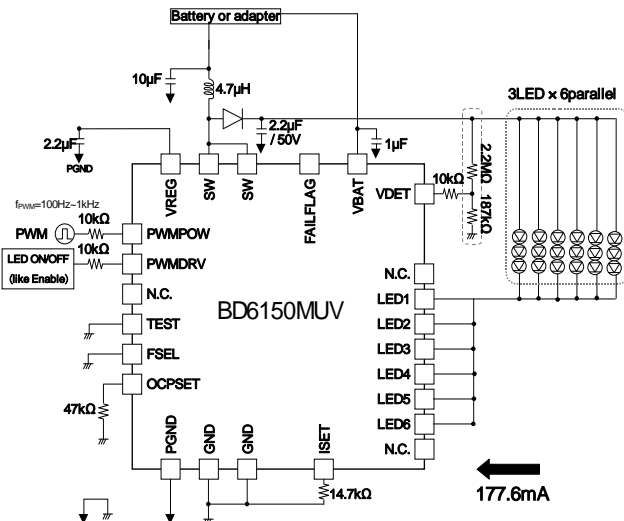 Battery or adapter
10µF
4.7µH
3LED × 6parallel
2.2µF
2.2µF
/ 50V
1µF
PGND
2.2MΩ
10kΩ
187kΩ
VREG
SW
SW
FAILFLAG
VBAT
VDET
fPWM=100Hz~1kHz
10kΩ
PWM
PWMPOW
10kΩ
LED ON/OFF
(like Enable)
PWMDRV
N.C.
N.C.
LED1
BD6150MUV
TEST
LED2
FSEL
LED3
OCPSET
LED4
47kΩ
LED5
LED6
PGND
GND
GND
ISET
N.C.
14.7kΩ
177.6mA